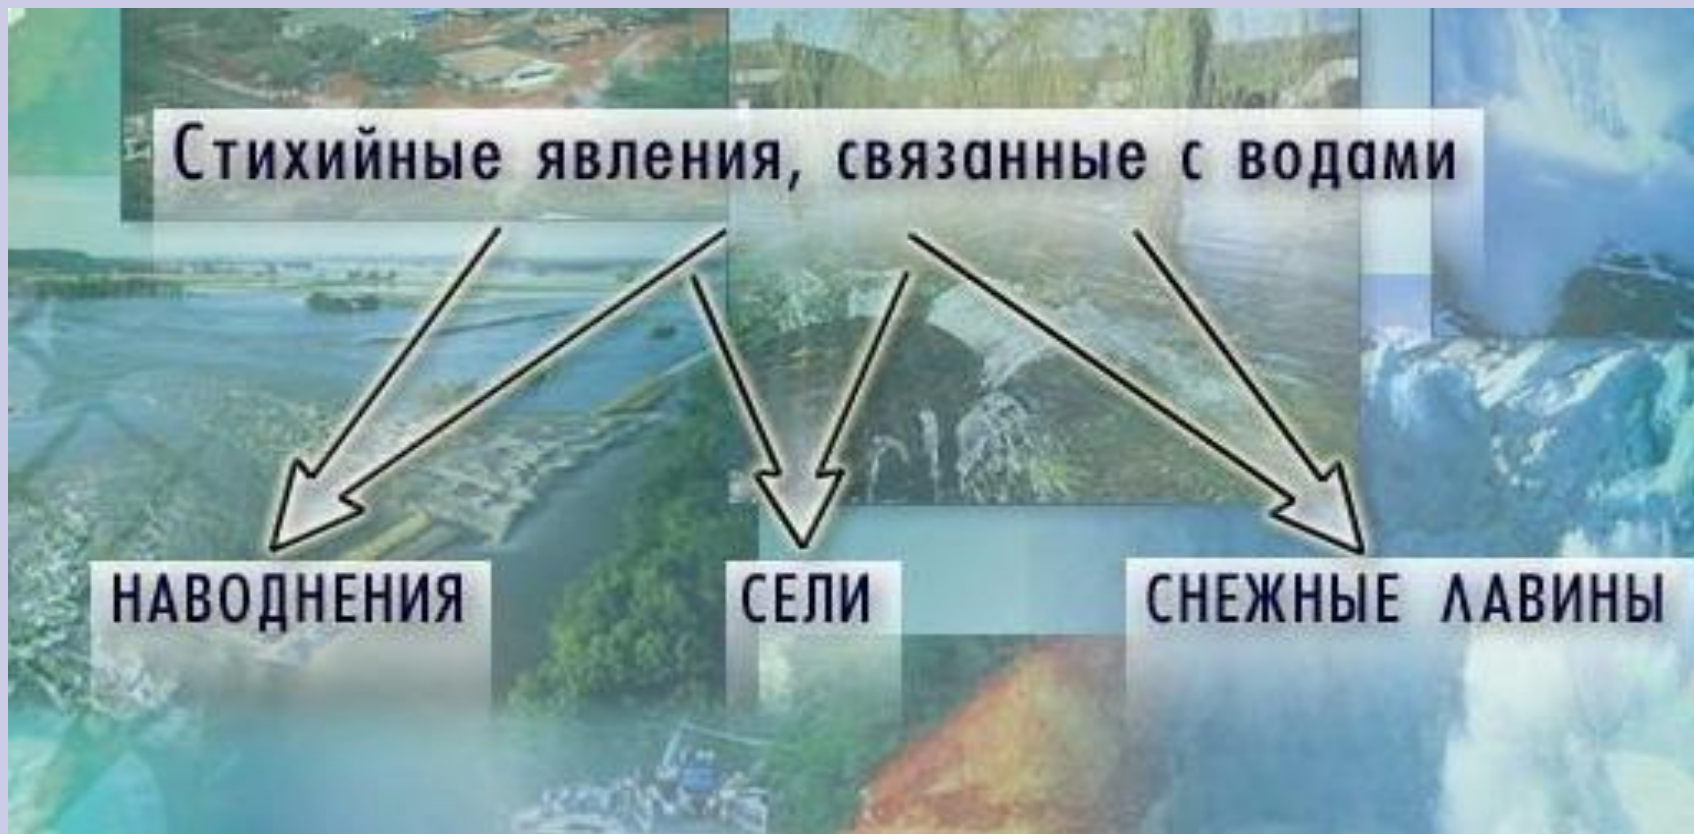 Стихийные явления, связанные с водами
НАВОДНЕНИЯ
СЕЛИ
СНЕЖНЫЕ ЛАВИНЫ